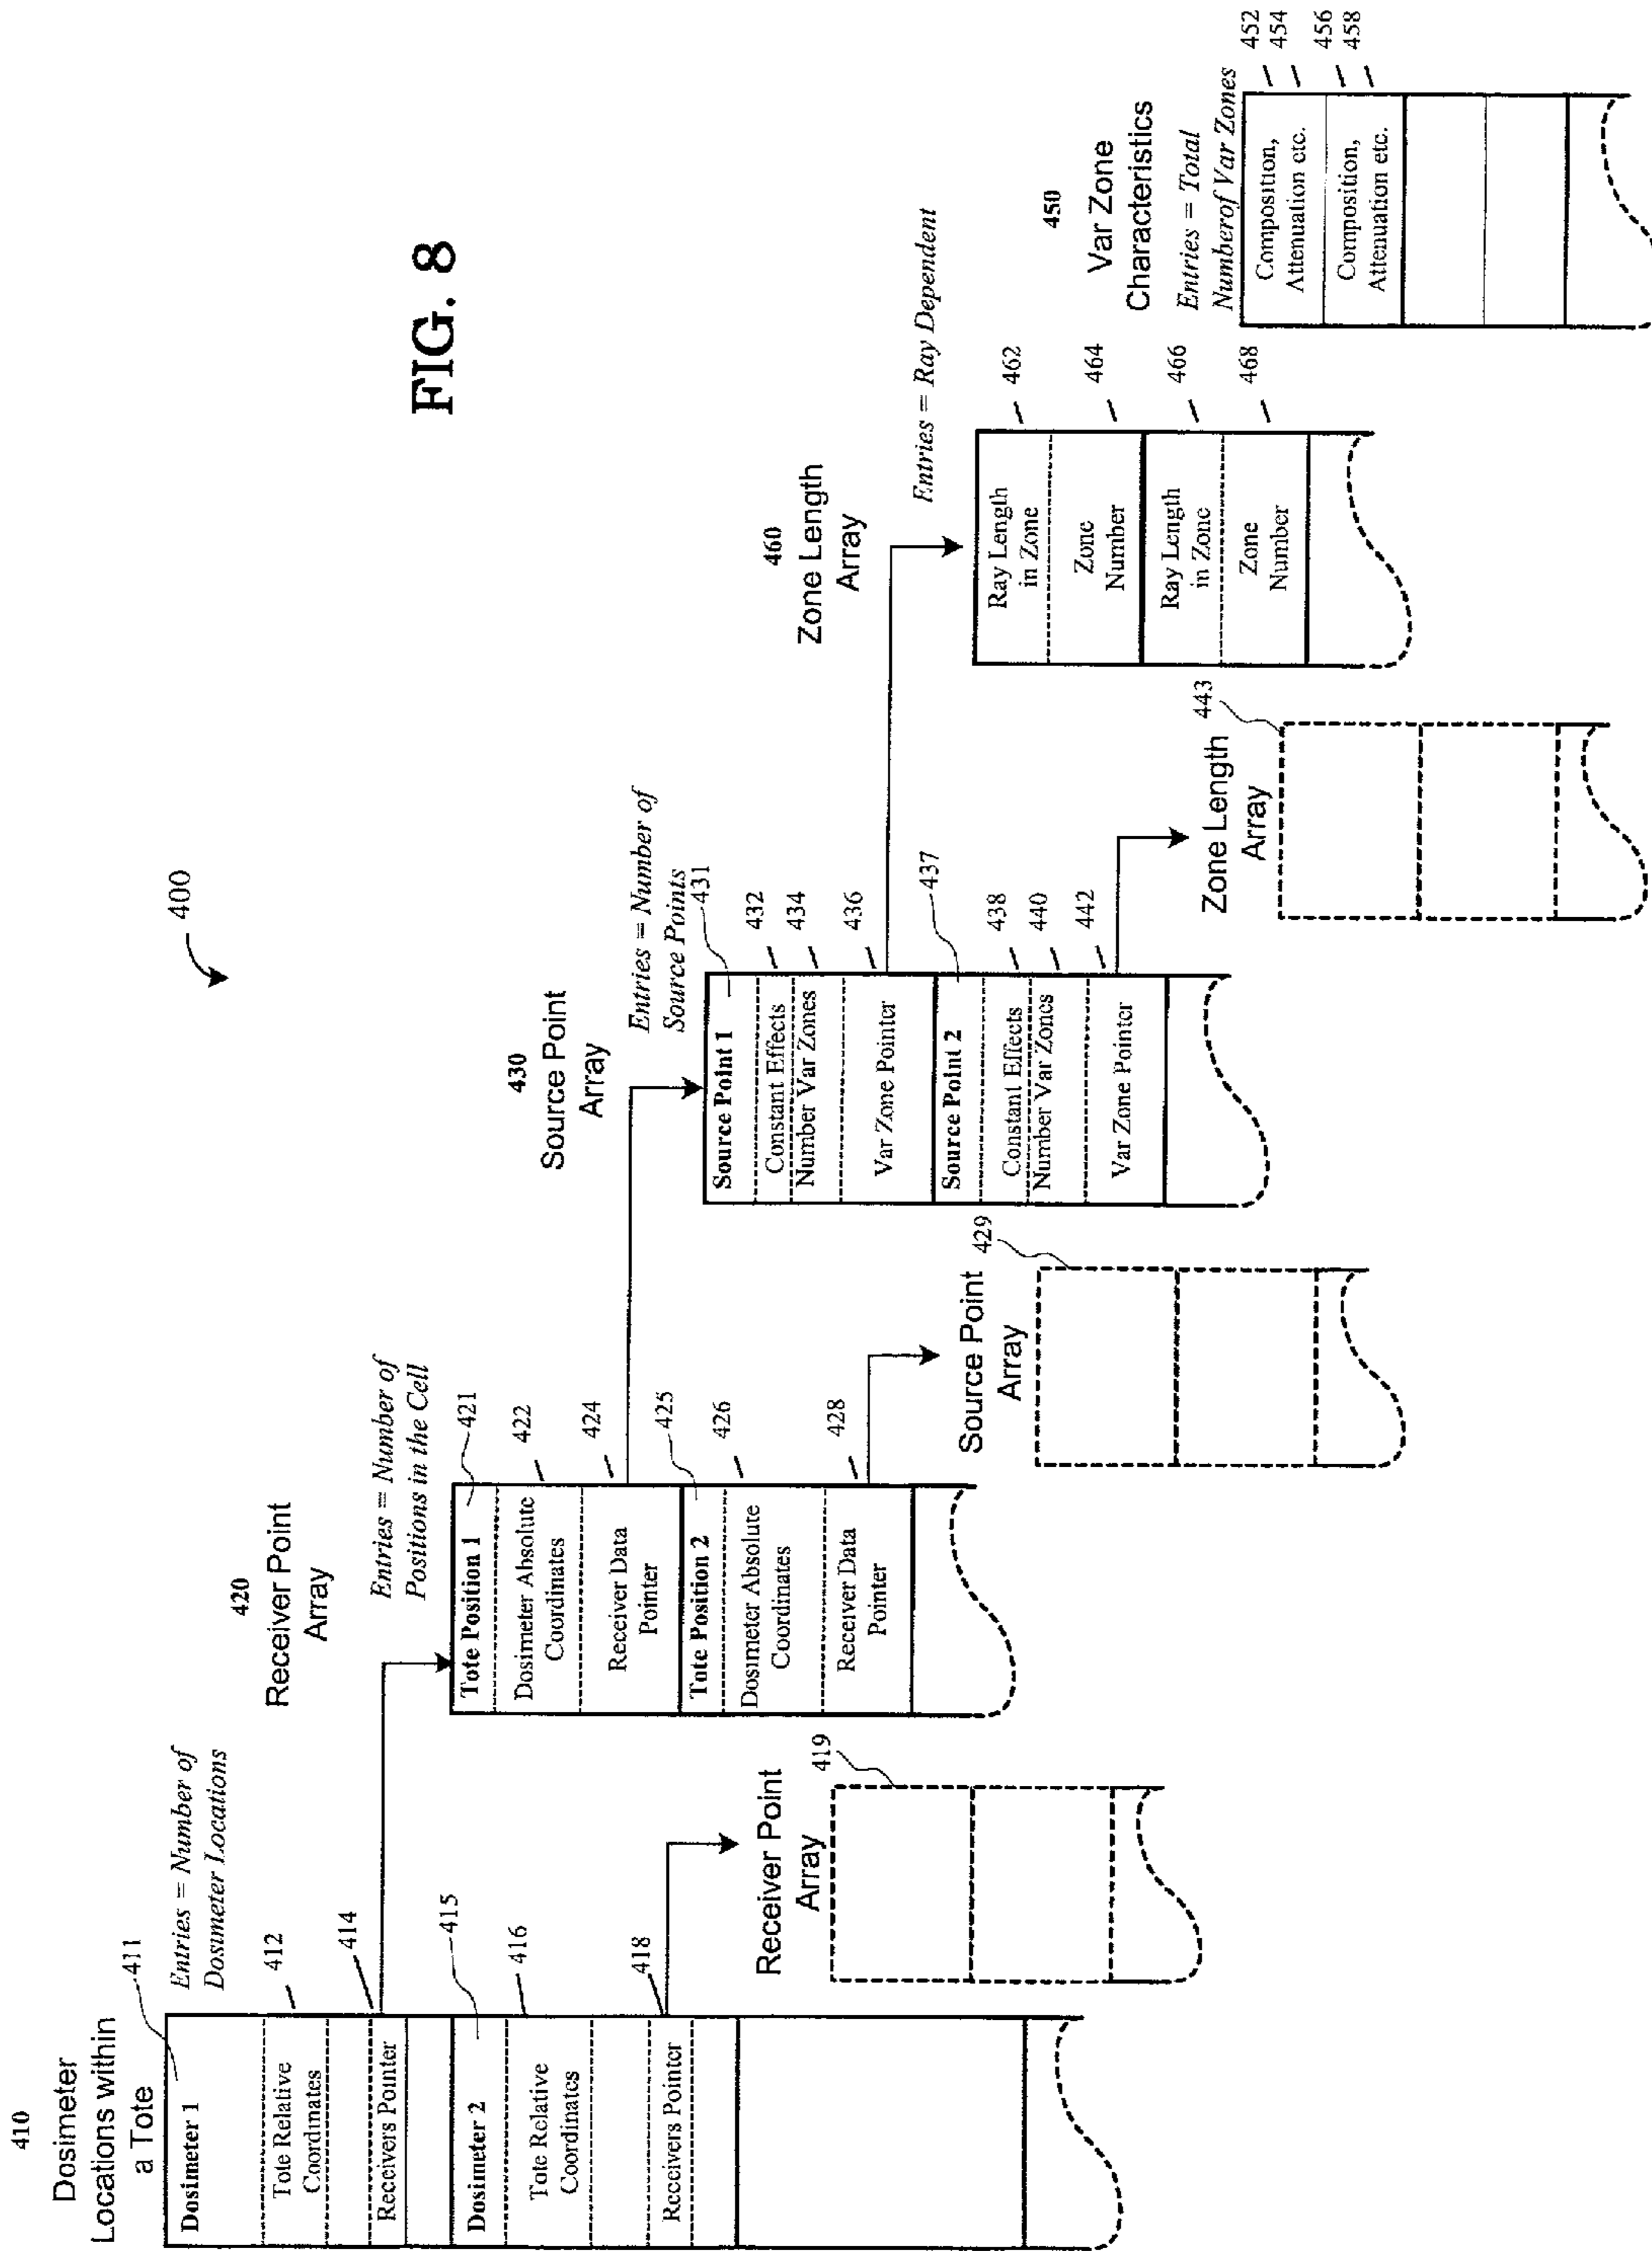 FIG. 8
400
410
Dosimeter
Locations within
a Tote
411
Entries = Number of
Dosimeter Locations
Dosimeter 1
Tote Relative
Coordinates
412
Receivers Pointer
414
Dosimeter 2
415
Tote Relative
Coordinates
416
Receivers Pointer
418
Receiver Point
Array
419
420
Receiver Point
Array
Entries = Number of
Positions in the Cell
Tote Position 1
421
Dosimeter Absolute
Coordinates
422
Receiver Data
Pointer
424
Tote Position 2
425
Dosimeter Absolute
Coordinates
426
Receiver Data
Pointer
428
Source Point
Array
429
430
Source Point
Array
Entries = Number of
Source Points
Source Point 1
431
Constant Effects
432
Number Var Zones
434
Var Zone Pointer
436
Source Point 2
437
Constant Effects
438
Number Var Zones
440
Var Zone Pointer
442
Zone Length
Array
443
460
Zone Length
Array
Entries = Ray Dependent
Ray Length
in Zone
462
Zone
Number
464
Ray Length
in Zone
466
Zone
Number
468
450
Var Zone
Characteristics
Entries = Total
Numberof Var Zones
Composition,
Attenuation etc.
452
454
Composition,
Attenuation etc.
456
458